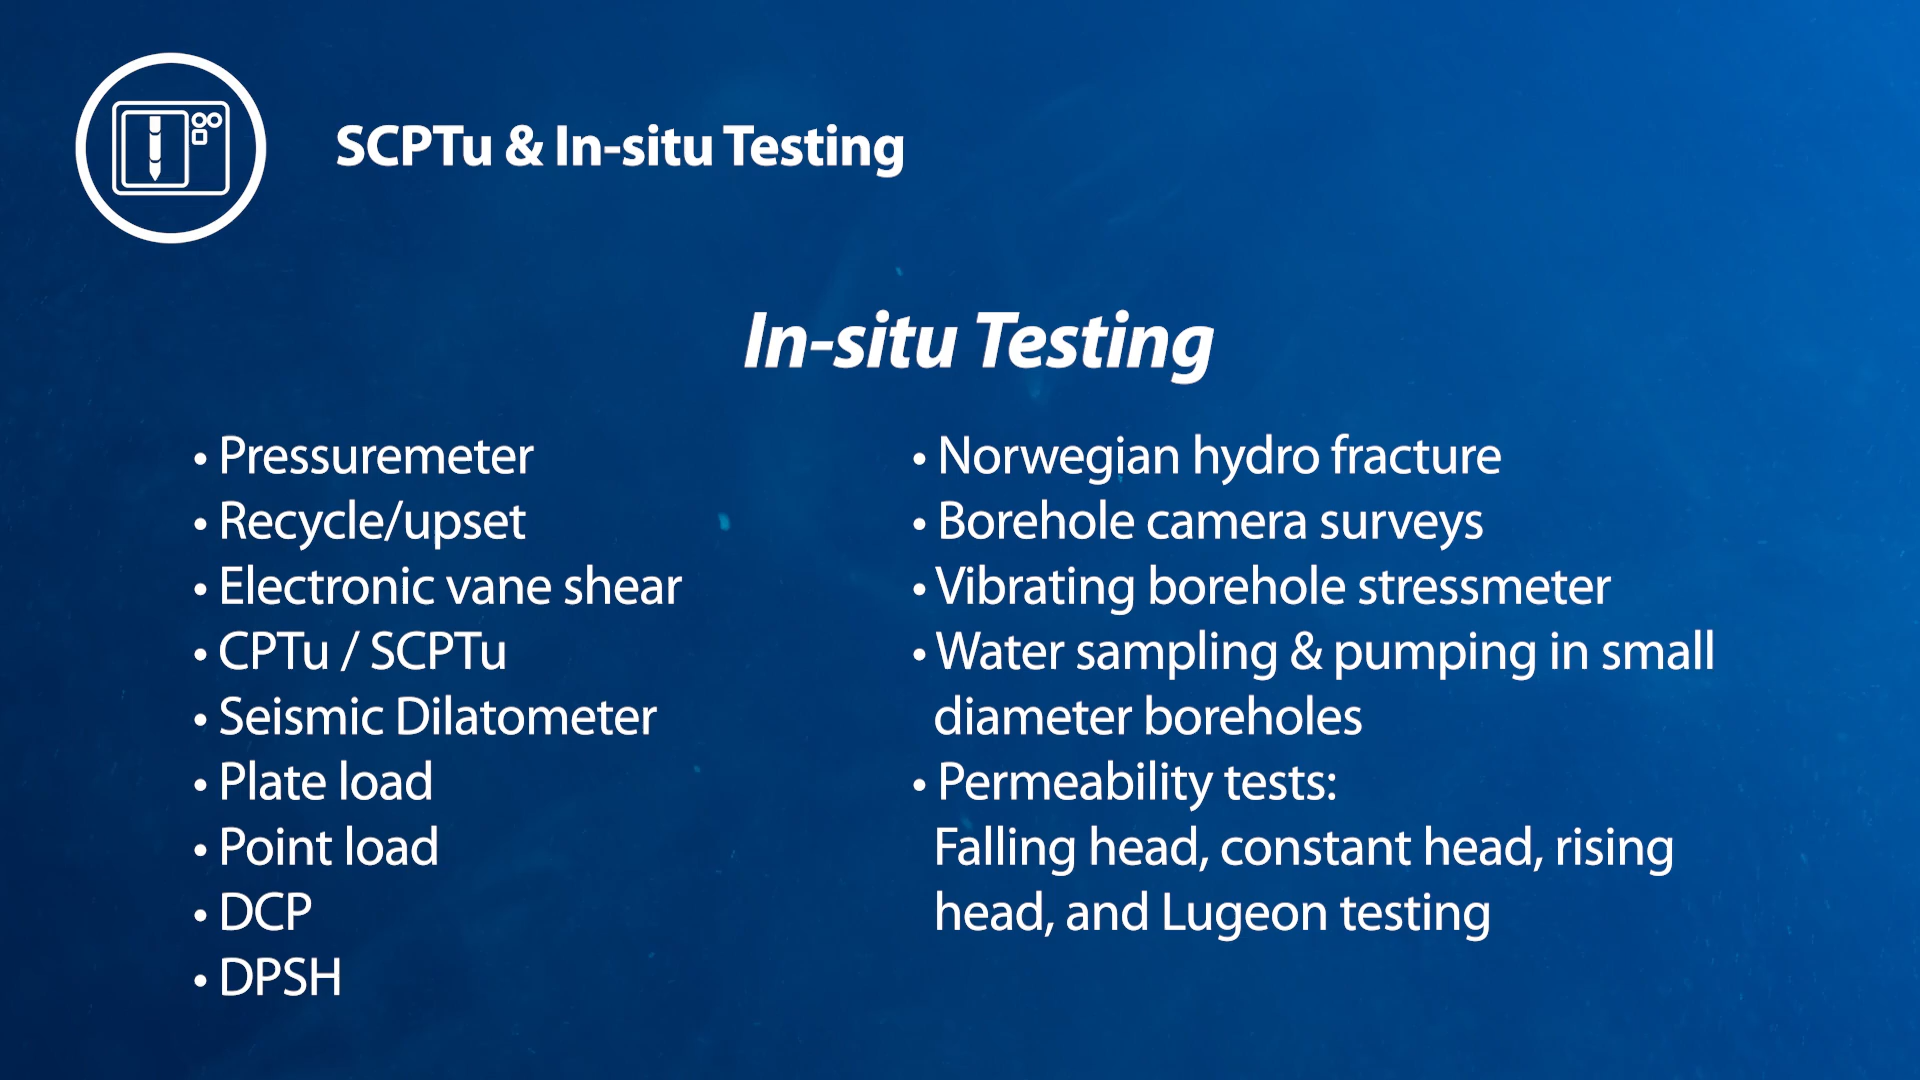 SCPTu & In-situ Testing
In-situ Testing
• Pressuremeter
• Recycle/upset
• Electronic vane shear
• CPTu / SCPTu
• Seismic Dilatometer
• Plate load
• Point load
• DCP
• DPSH
• Norwegian hydro fracture
• Borehole camera surveys
• Vibrating borehole stressmeter
• Water sampling & pumping in small
diameter boreholes
• Permeability tests:
Falling head, constant head, rising
head, and Lugeon testing